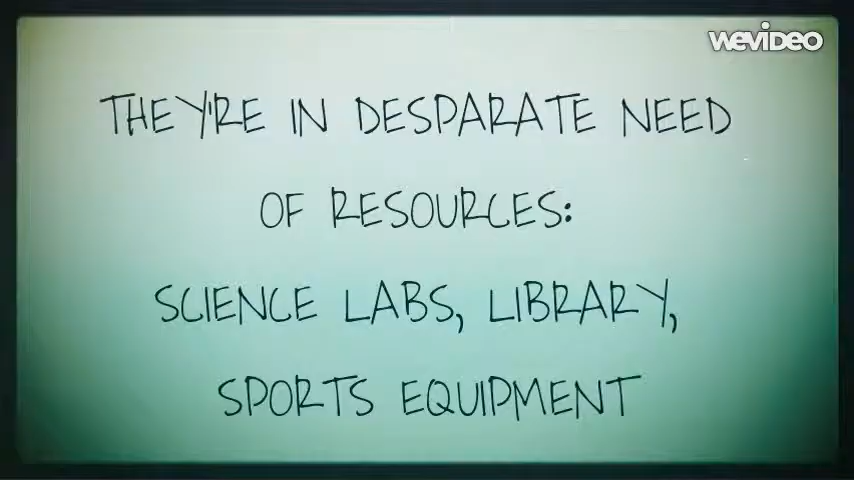 wevideo
THEY'RE IN DESPARATE NEED
OF RESOURCES:
SCIENCE LABS, LIBRARY,
SPORTS EQUIPMENT